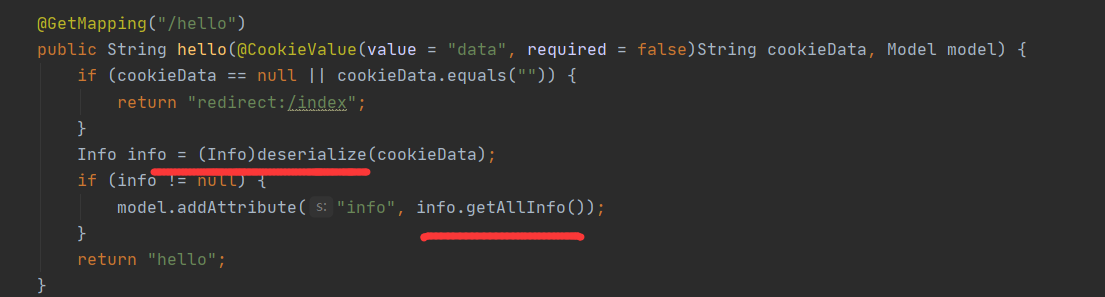 @GetMapping("/hello")
public String hello(@CookieValue(value = "data", required = false)String cookieData, Model model) {
if (cookieData == null || cookieData.equals("")) {
return "redirect:/index";
}
Info info = (Info)deserialize(cookieData);
if (info != null) {
model.addAttribute( s: "info", info.getAllInfo());
}
return "hello";
}